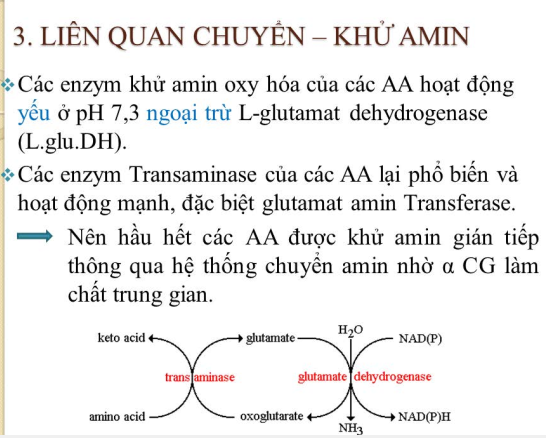 3. LIÊN QUAN CHUYỂN – KHỬ AMIN
Các enzym khử amin oxy hóa của các AA hoạt động
yếu ở pH 7,3 ngoại trừ L-glutamat dehydrogenase
(L.glu.DH).
Các enzym Transaminase của các AA lại phổ biến và
hoạt động mạnh, đặc biệt glutamat amin Transferase.
Nên hầu hết các AA được khử amin gián tiếp
thông qua hệ thống chuyển amin nhờ α CG làm
chất trung gian.
keto acid glutamate H2O NAD(P)
transaminase glutamate dehydrogenase
amino acid oxoglutarate NH3 NAD(P)H